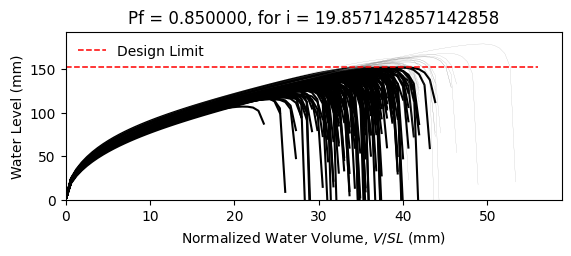 Pf = 0.850000, for i = 19.857142857142858
Design Limit
Water Level (mm)
150
100
50
0
0 10 20 30 40 50
Normalized Water Volume, V/SL (mm)